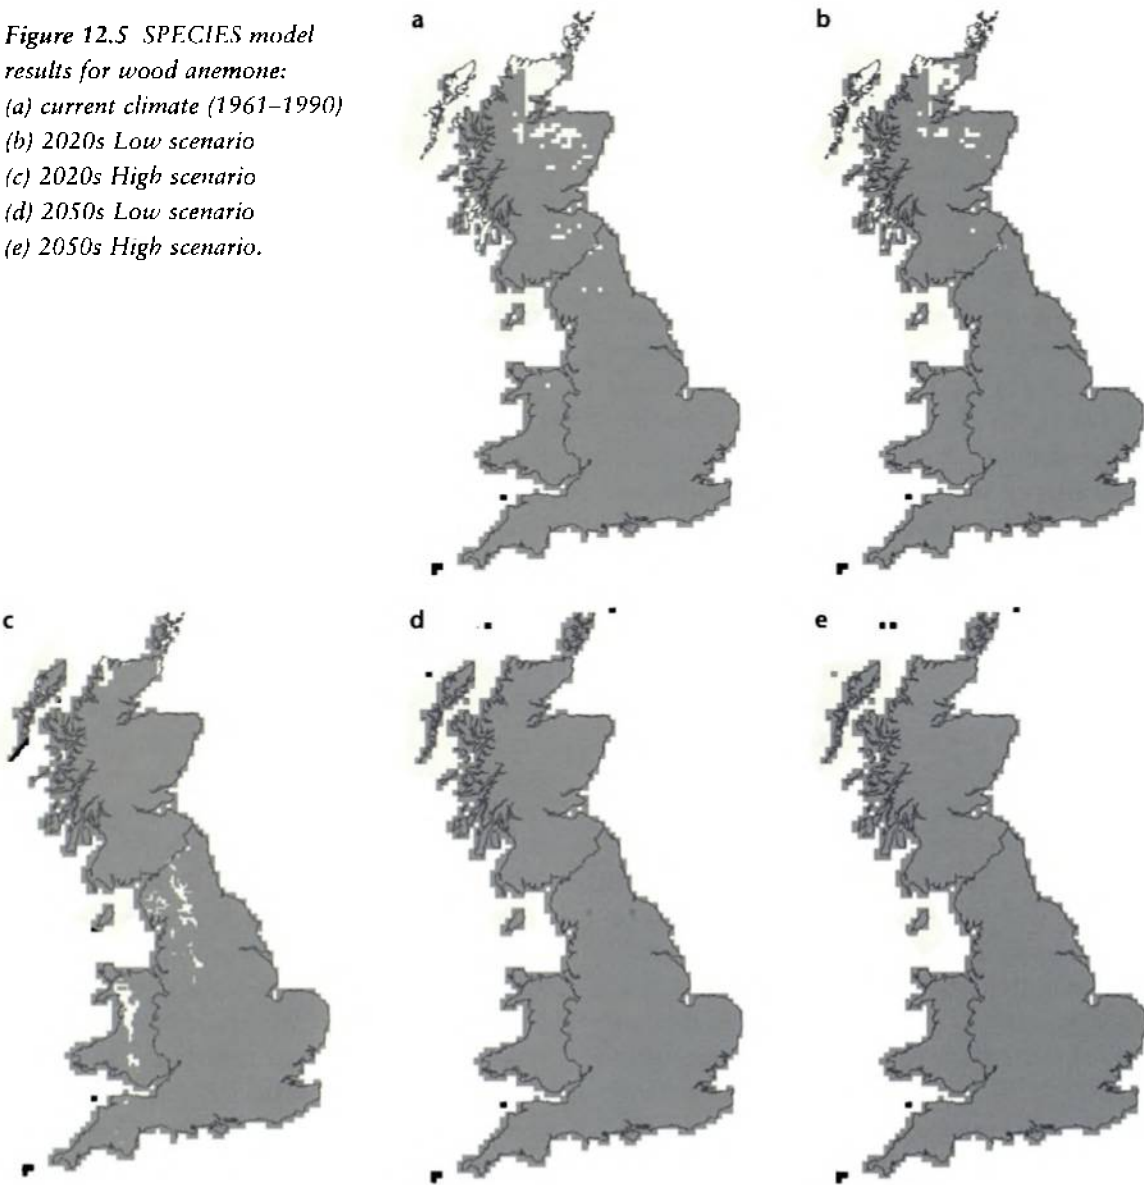 Figure 12.5 SPECIES model
results for wood anemone:
(a) current climate (1961–1990)
(b) 2020s Low scenario
(c) 2020s High scenario
(d) 2050s Low scenario
(e) 2050s High scenario.
a
b
c
d
e